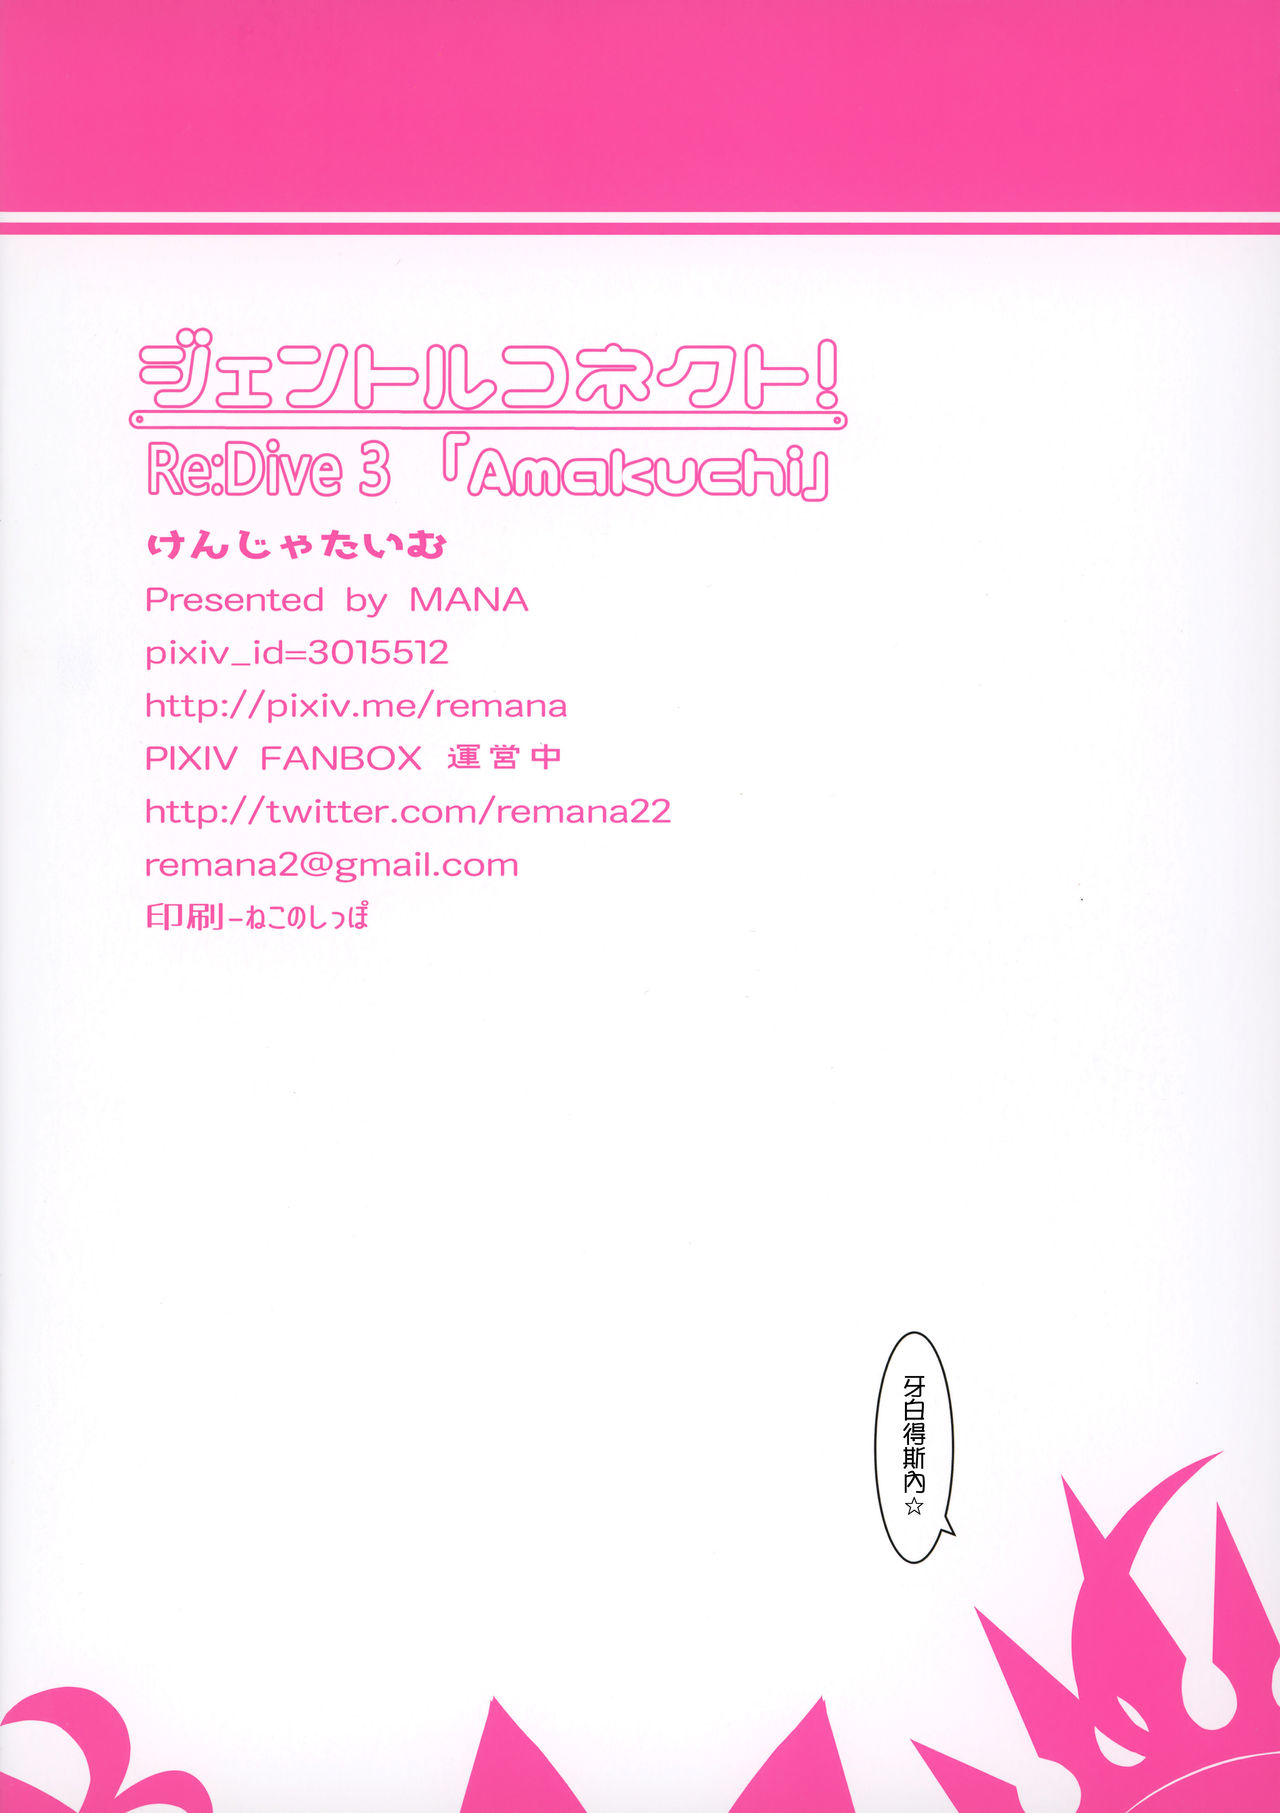 ジェントルコネクト!
Re:Dive 3 「Amakuchi」
けんじゃたいむ
Presented by MANA
pixiv_id=3015512
http://pixiv.me/remana
PIXIV FANBOX 運営中
http://twitter.com/remana22
remana2@gmail.com
印刷－ねこのしっぽ
牙白得斯內☆